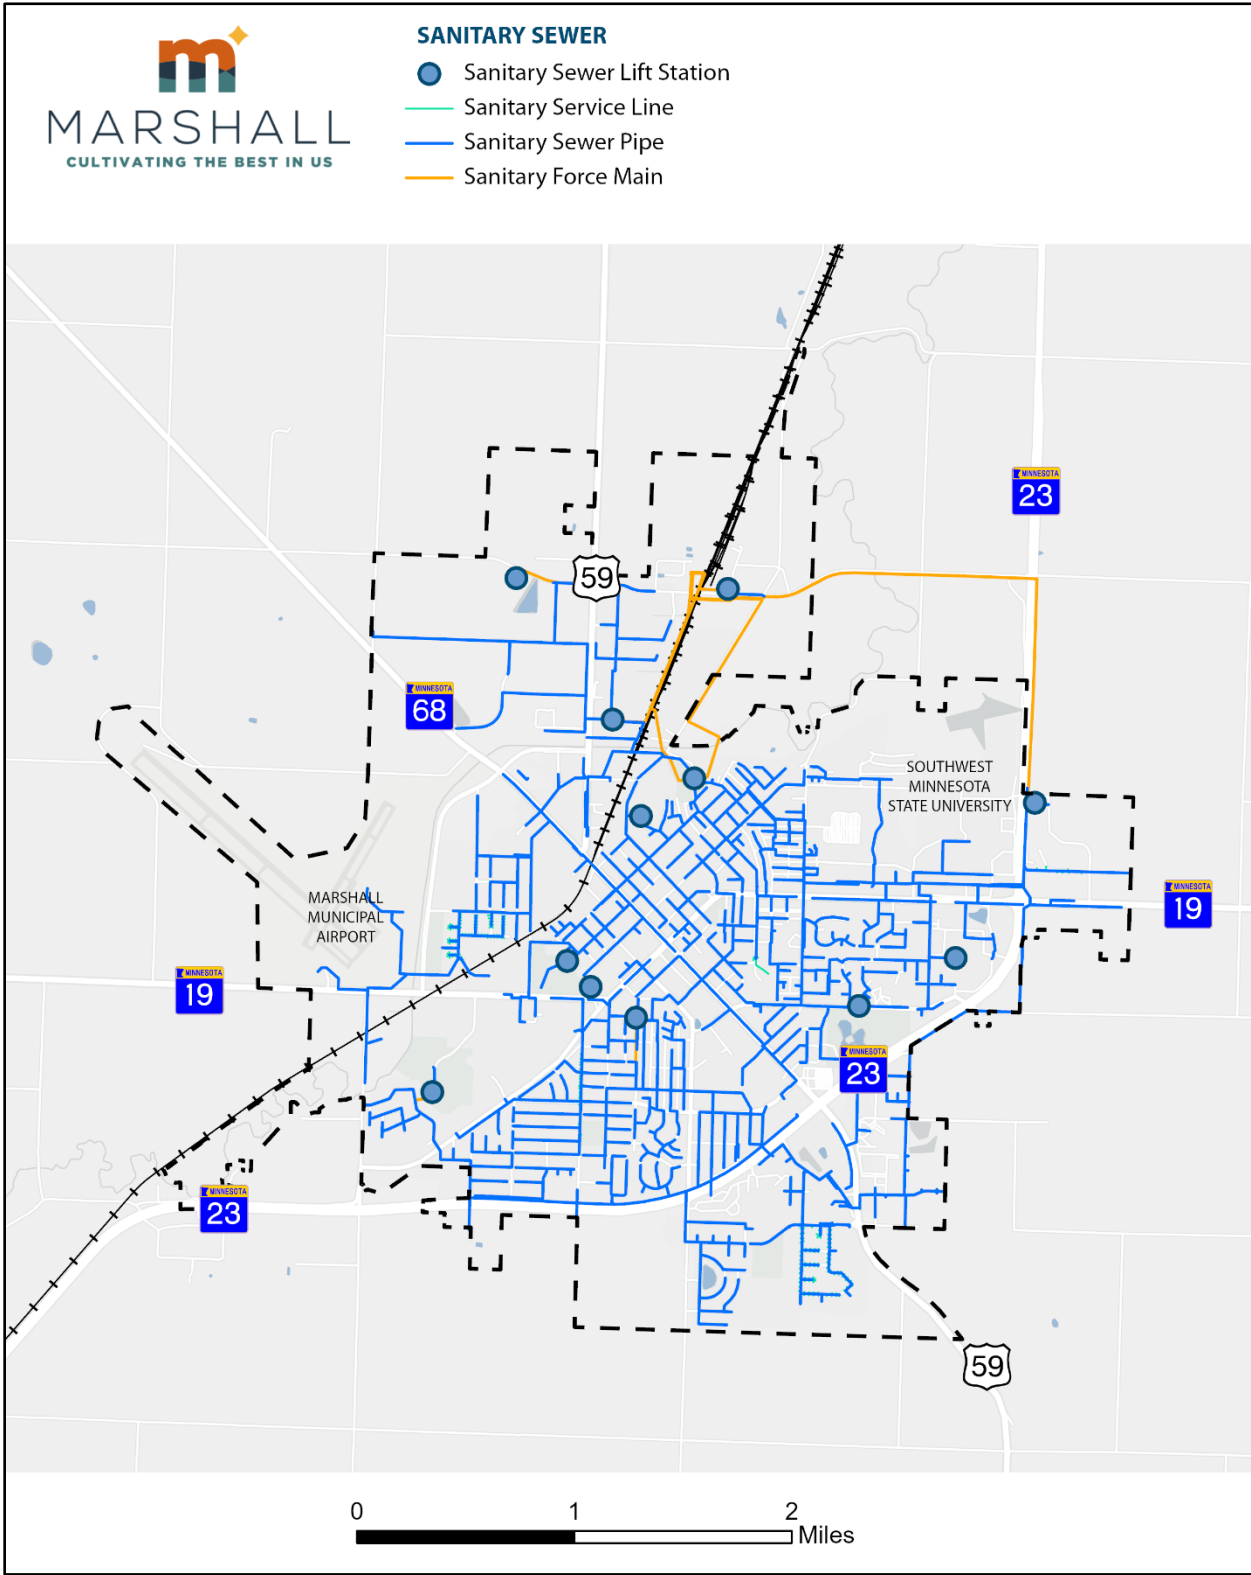 m
MARSHALL
CULTIVATING THE BEST IN US
SANITARY SEWER
Sanitary Sewer Lift Station
Sanitary Service Line
Sanitary Sewer Pipe
Sanitary Force Main
MINNESOTA
23
59
MINNESOTA
68
SOUTHWEST
MINNESOTA
STATE UNIVERSITY
MARSHALL
MUNICIPAL
AIRPORT
MINNESOTA
19
MINNESOTA
19
MINNESOTA
23
MINNESOTA
23
59
0 1 2
Miles